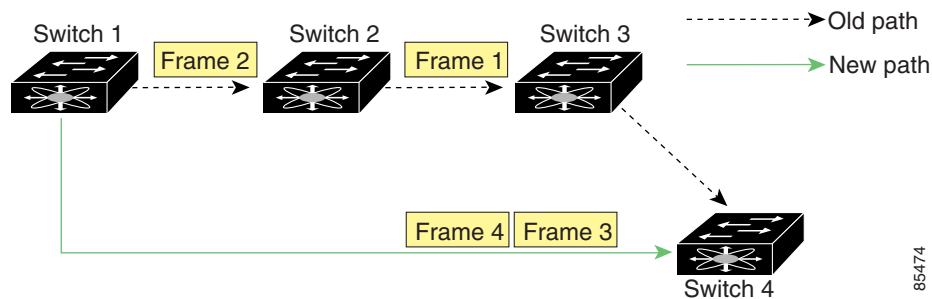 Switch 1
Switch 2
Switch 3
Old path
New path
Frame 2
Frame 1
Frame 4
Frame 3
Switch 4
85474